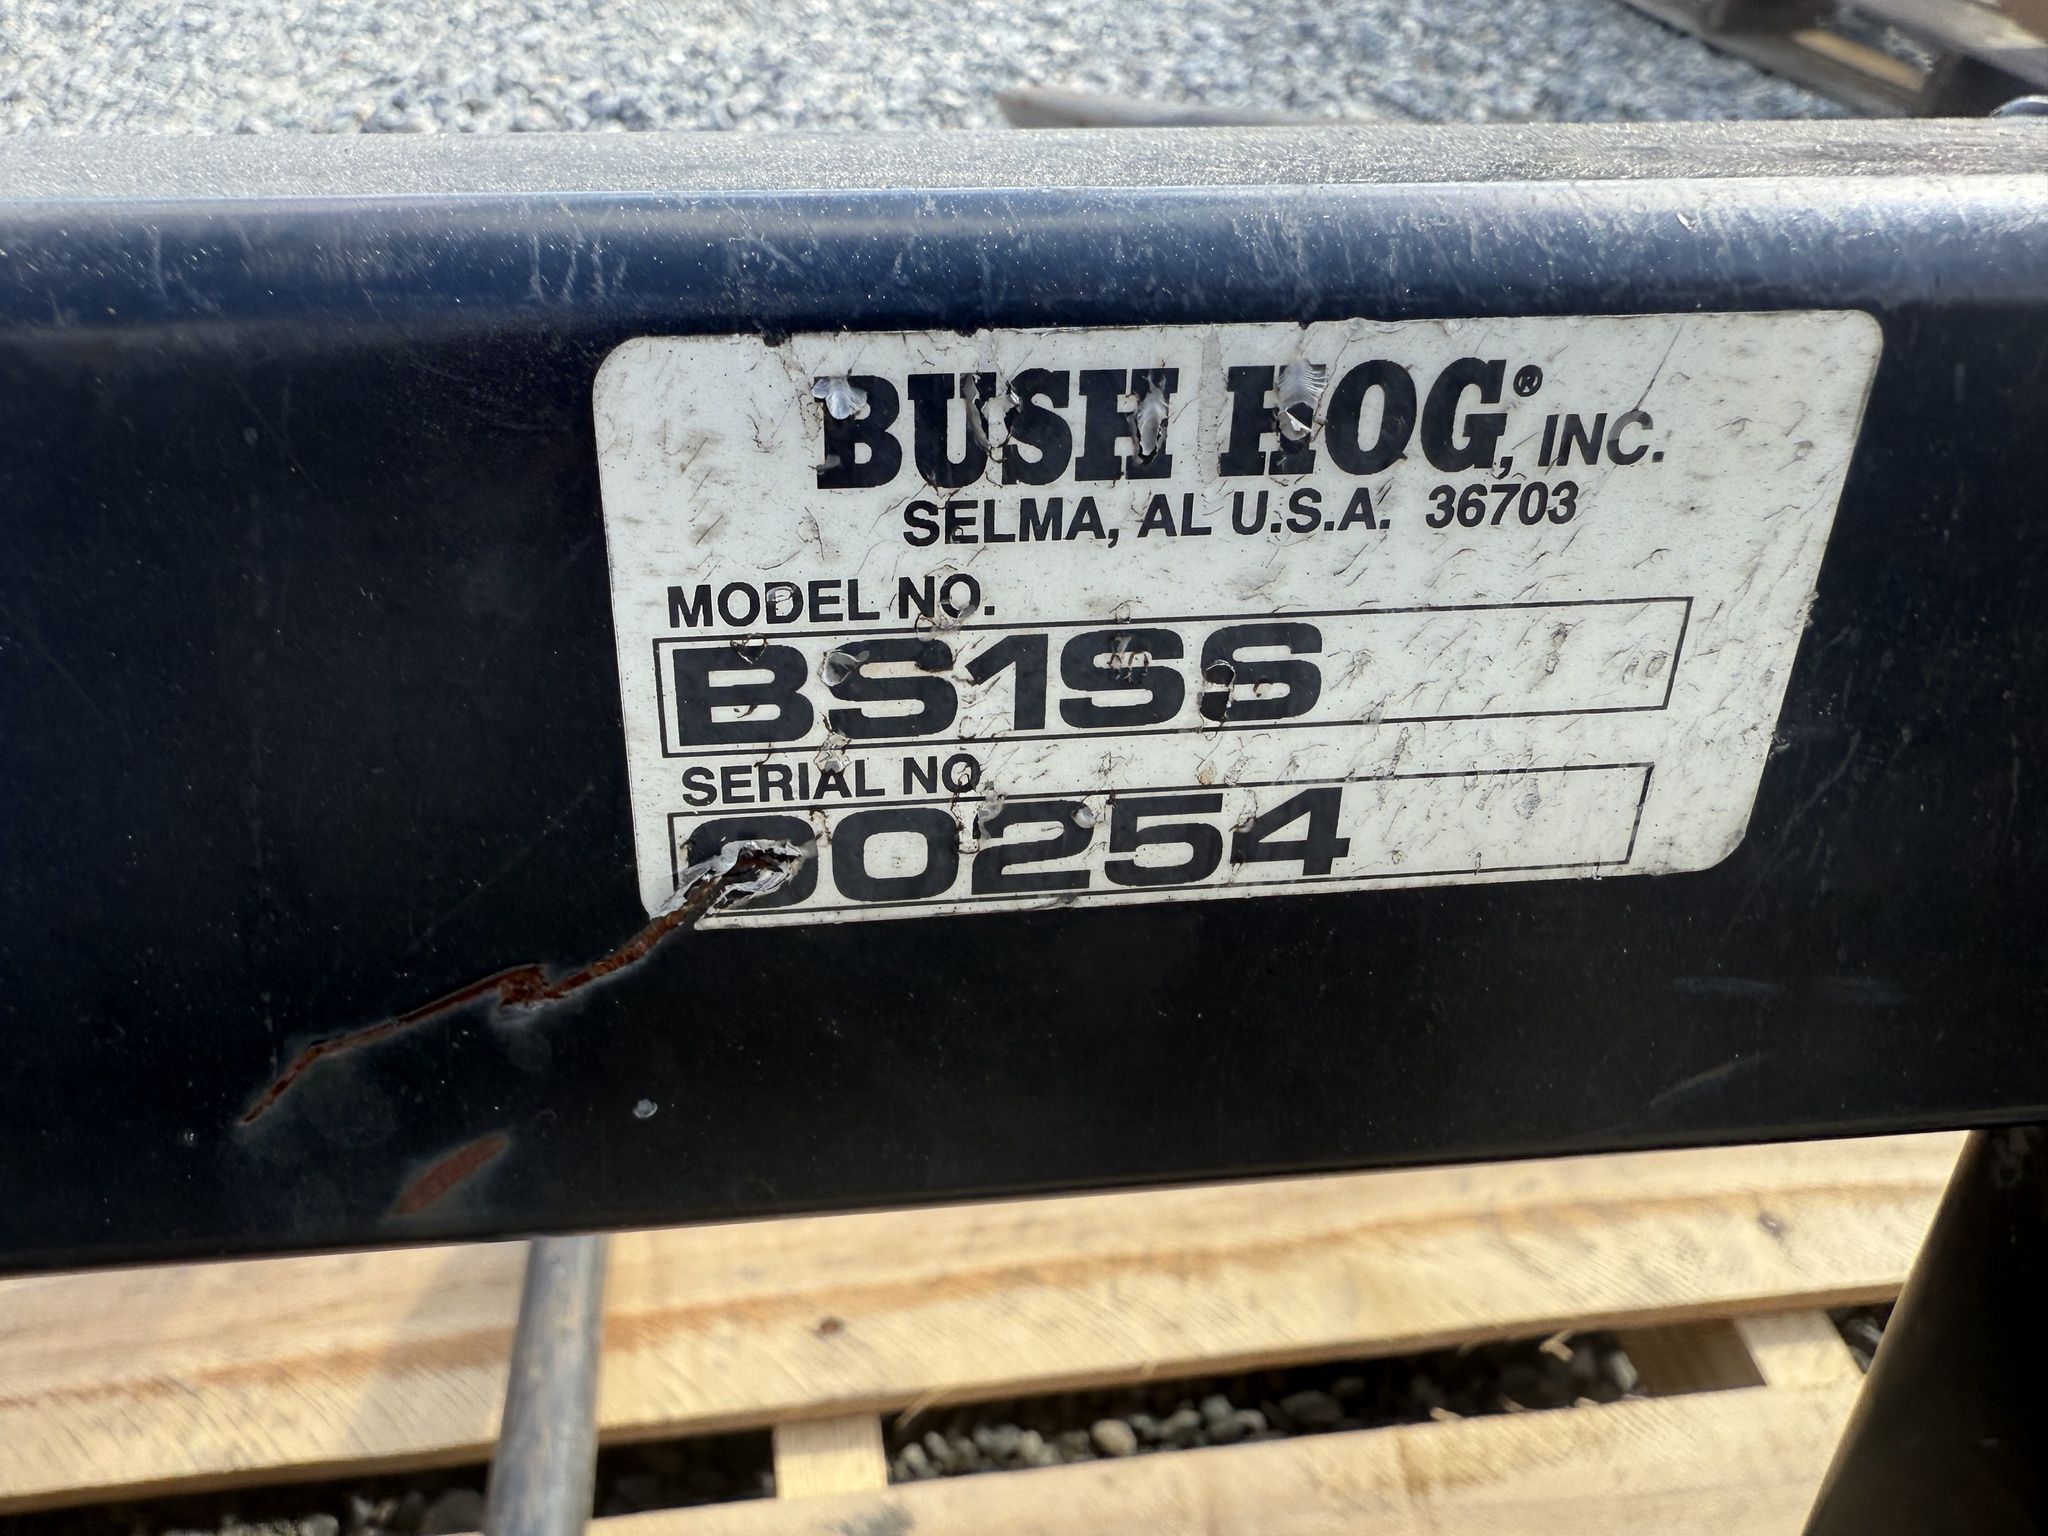 BUSH HOG®, INC.
SELMA, AL U.S.A. 36703
MODEL NO.
BS1SS
SERIAL NO
00254